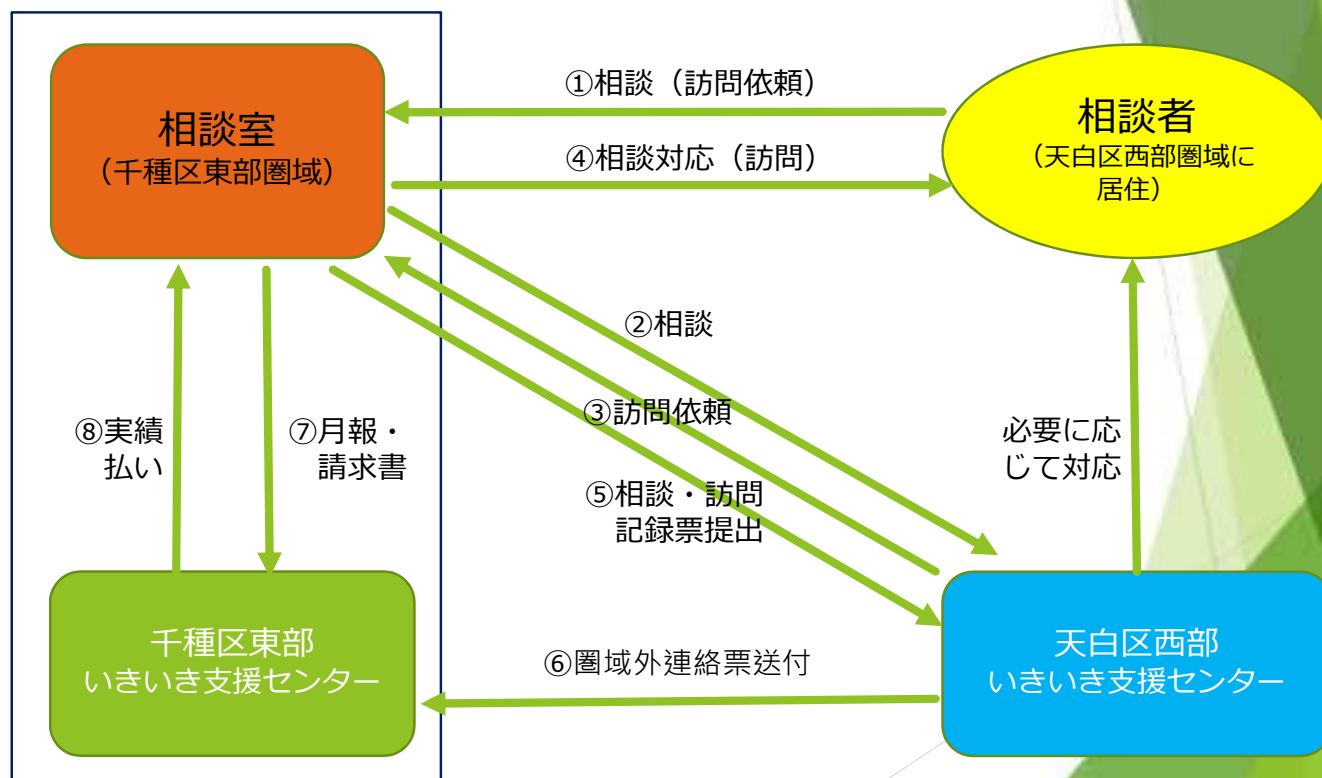 相談室
（千種区東部圏域）
①相談（訪問依頼）
④相談対応（訪問）
相談者
（天白区西部圏域に
居住）
②相談
③訪問依頼
⑤相談・訪問
記録票提出
⑧実績
払い
⑦月報・
請求書
必要に応
じて対応
千種区東部
いきいき支援センター
⑥圏域外連絡票送付
天白区西部
いきいき支援センター